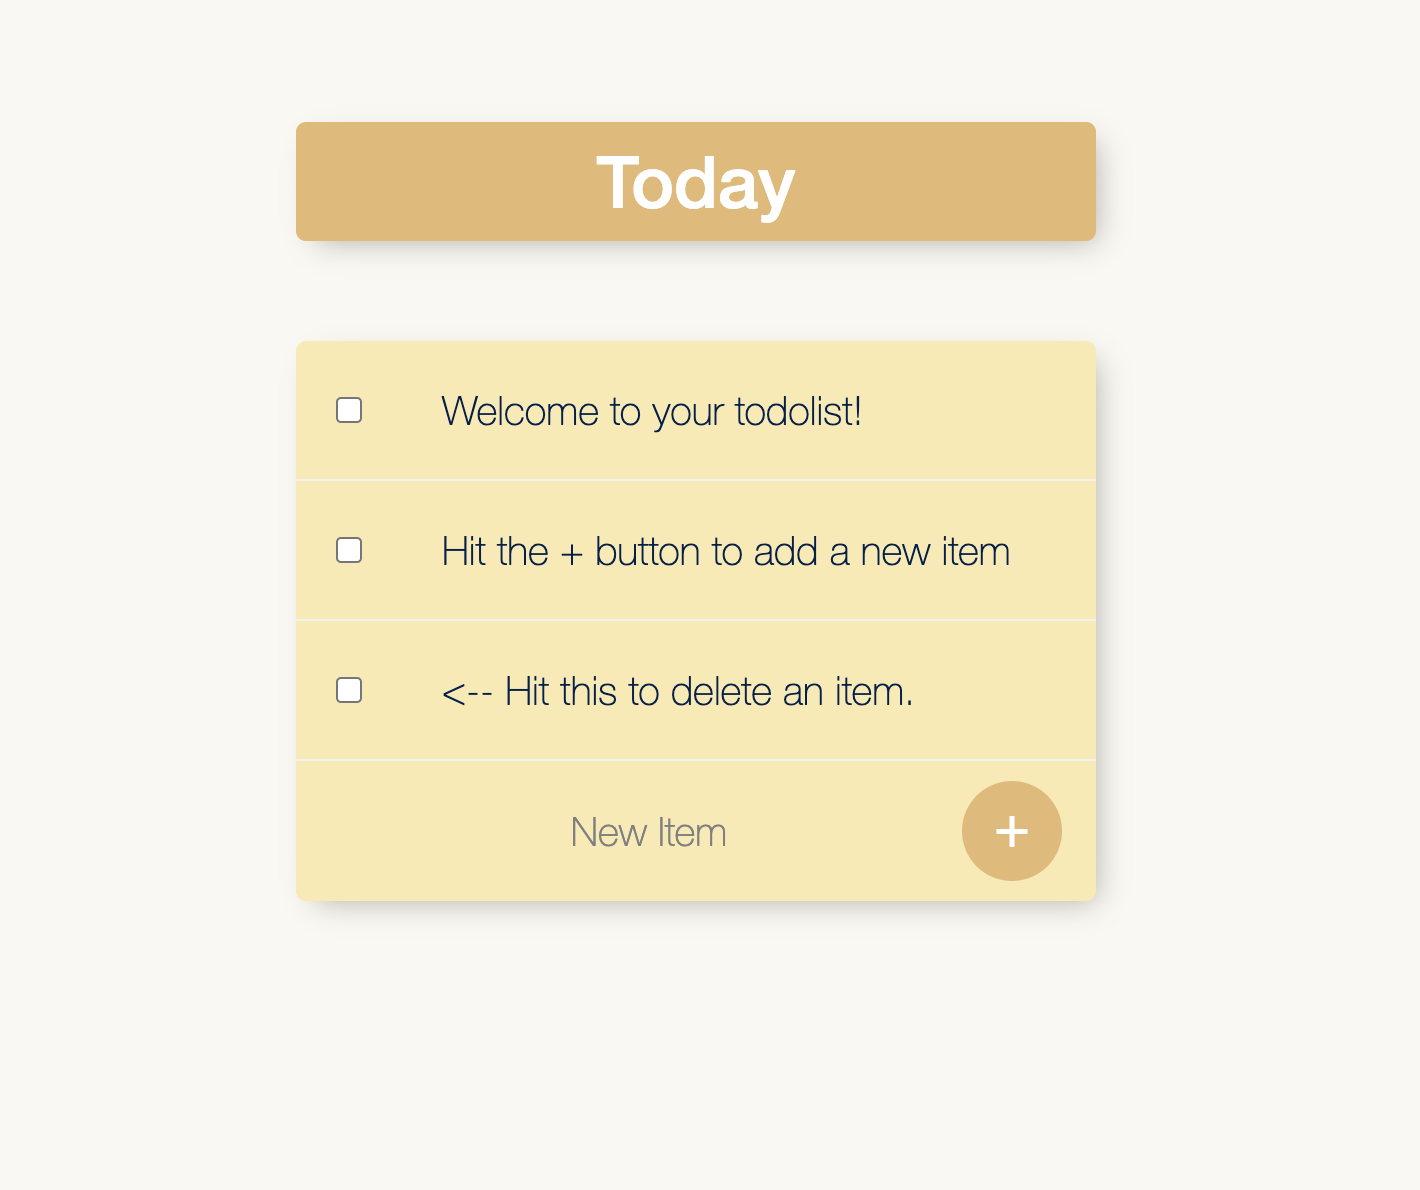 Today
Welcome to your todolist!
Hit the + button to add a new item
<-- Hit this to delete an item.
New Item
+